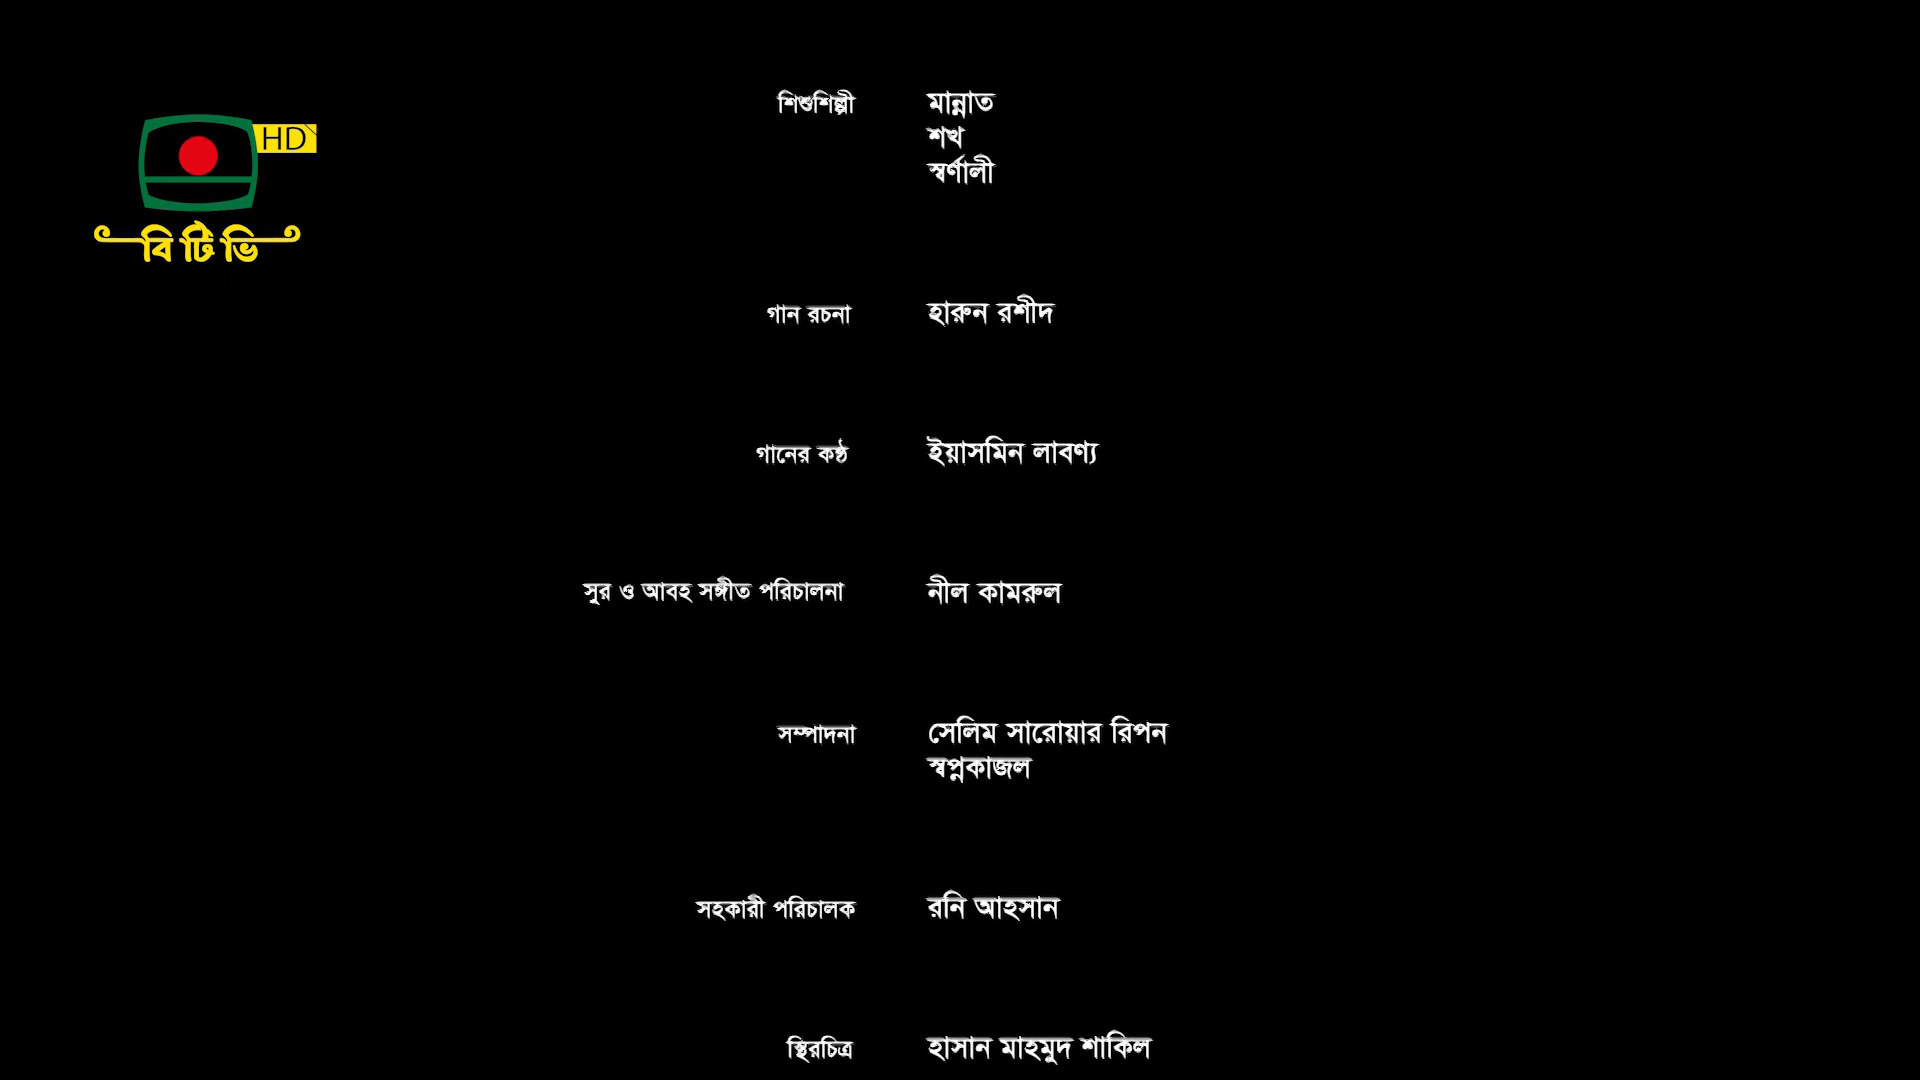 HD
বি টি ভি
শিশুশিল্পী মান্নাত
শখ
স্বর্ণালী
গান রচনা হারুন রশীদ
গানের কণ্ঠ ইয়াসমিন লাবণ্য
সুর ও আবহ সঙ্গীত পরিচালনা নীল কামরুল
সম্পাদনা সেলিম সারোয়ার রিপন
স্বপ্নকাজল
সহকারী পরিচালক রনি আহসান
স্থিরচিত্র হাসান মাহমুদ শাকিল